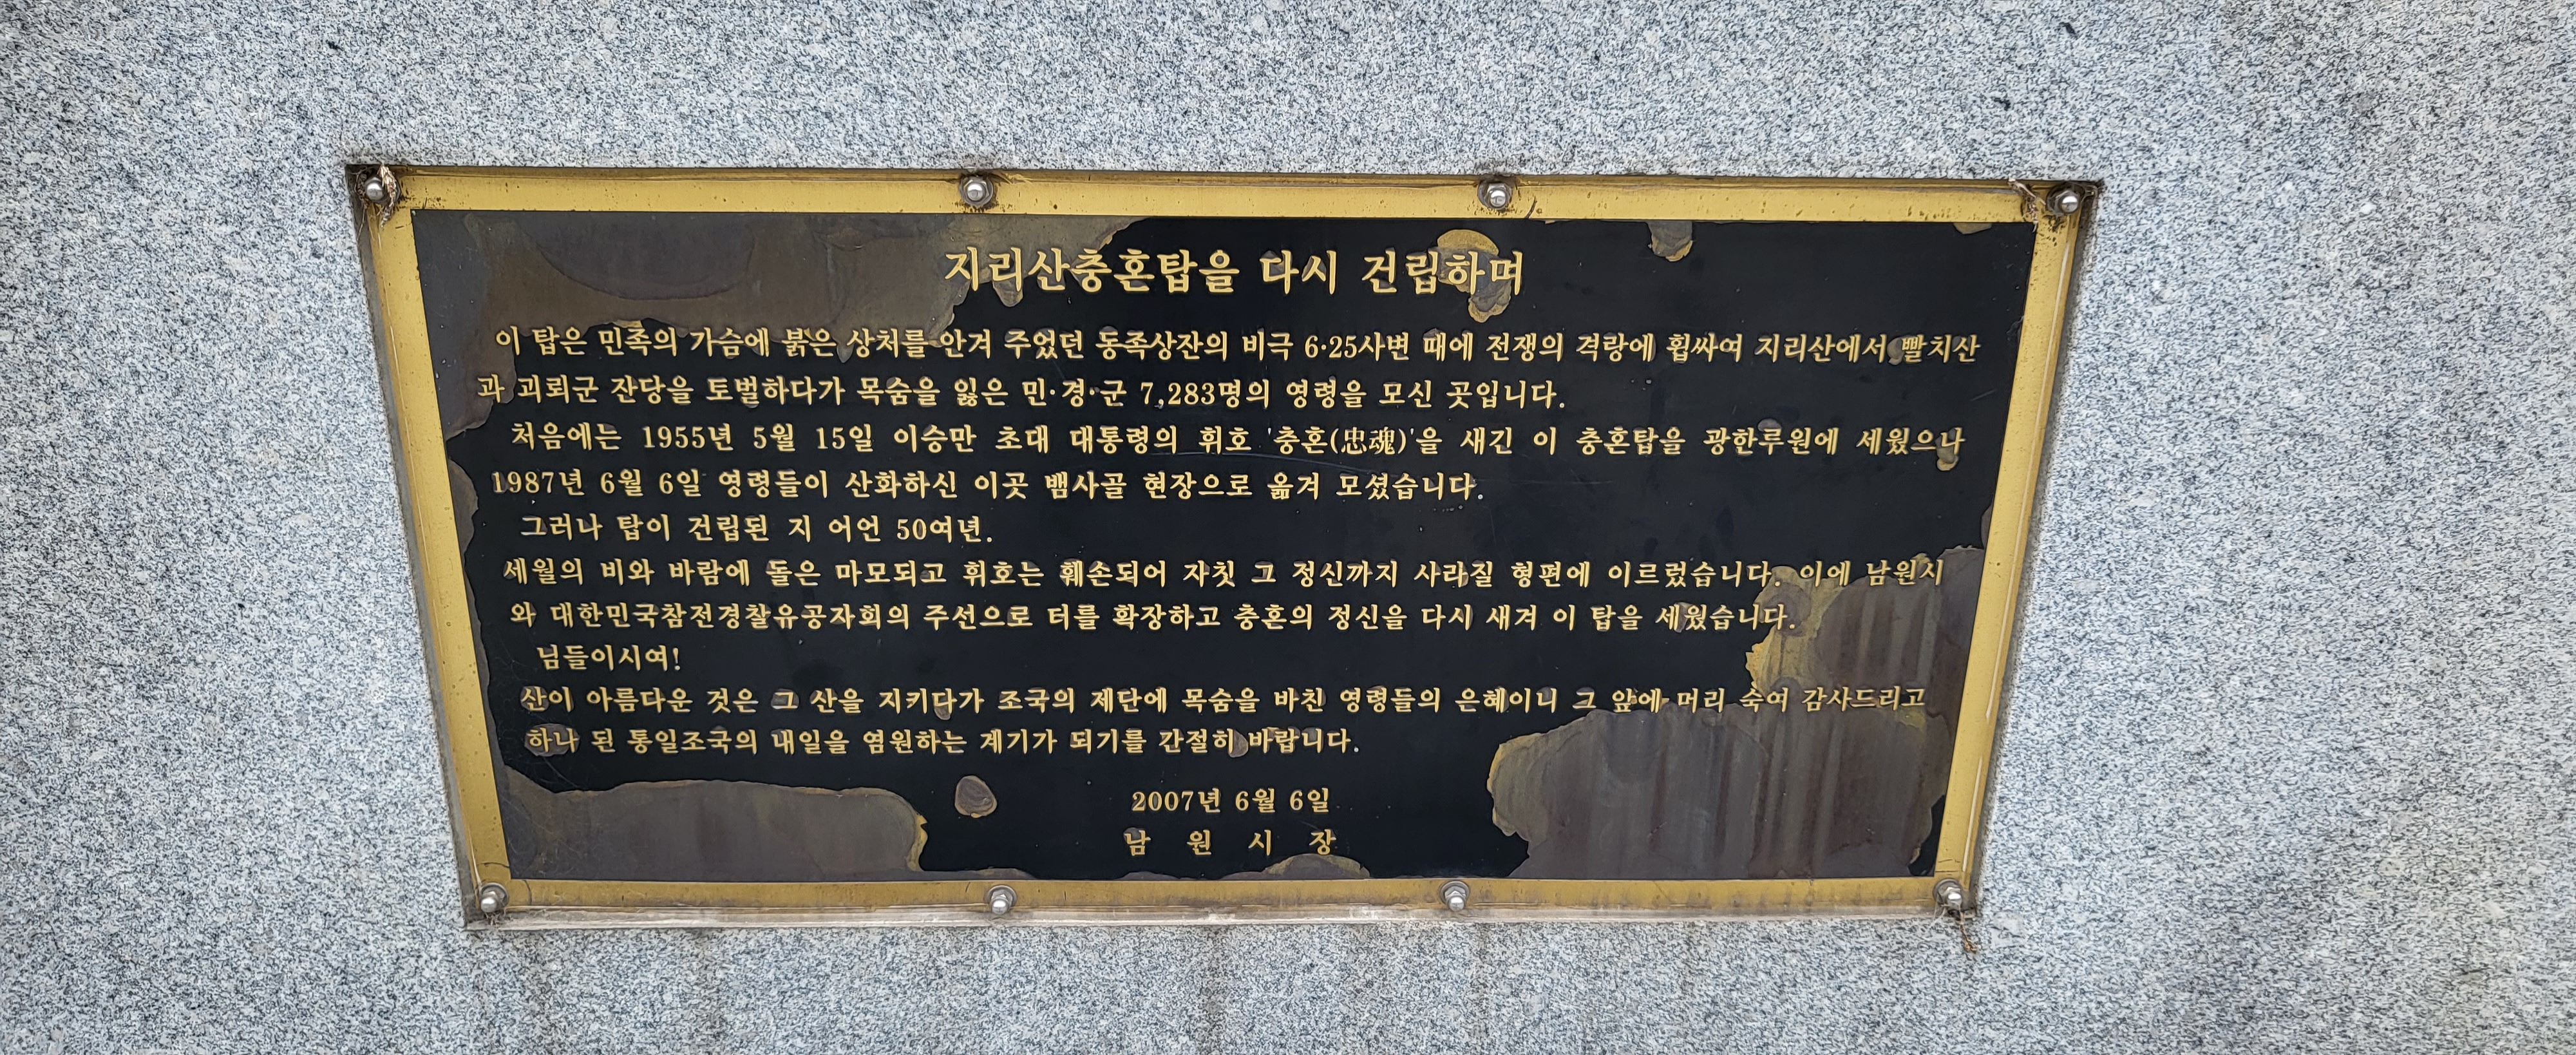 지리산충혼탑을 다시 건립하며
이 탑은 민족의 가슴에 붉은 상처를 안겨 주었던 동족상잔의 비극 6·25사변 때에 전쟁의 격랑에 휩싸여 지리산에서 빨치산
과 괴뢰군 잔당을 토벌하다가 목숨을 잃은 민·경·군 7,283명의 영령을 모신 곳입니다.
처음에는 1955년 5월 15일 이승만 초대 대통령의 휘호 '충혼(忠魂)'을 새긴 이 충혼탑을 광한루원에 세웠으나
1987년 6월 6일 영령들이 산화하신 이곳 뱀사골 현장으로 옮겨 모셨습니다.
그러나 탑이 건립된 지 어언 50여년.
세월의 비와 바람에 돌은 마모되고 휘호는 훼손되어 자칫 그 정신까지 사라질 형편에 이르렀습니다. 이에 남원시
와 대한민국참전경찰유공자회의 주선으로 터를 확장하고 충혼의 정신을 다시 새겨 이 탑을 세웠습니다.
님들이시여!
산이 아름다운 것은 그 산을 지키다가 조국의 제단에 목숨을 바친 영령들의 은혜이니 그 앞에 머리 숙여 감사드리고
하나 된 통일조국의 내일을 염원하는 계기가 되기를 간절히 바랍니다.
2007년 6월 6일
남 원 시 장